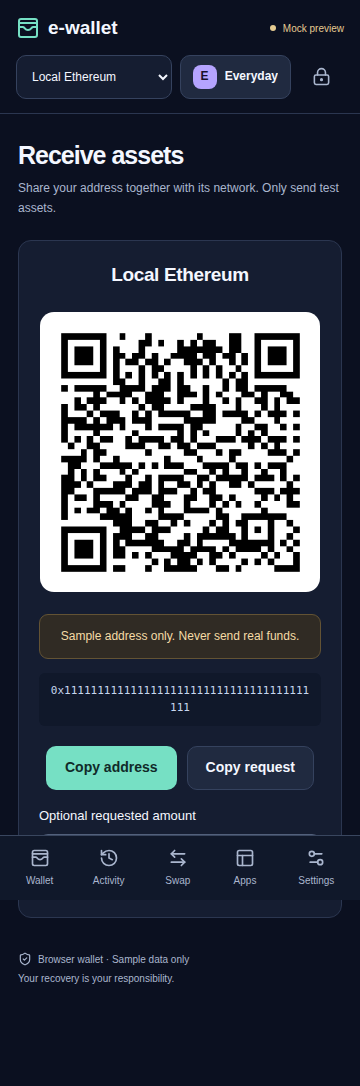 e-wallet
Mock preview
Local Ethereum
E Everyday
Receive assets
Share your address together with its network. Only send test
assets.
Local Ethereum
Sample address only. Never send real funds.
0x1111111111111111111111111111111111111
111
Copy address
Copy request
Optional requested amount
Wallet
Activity
Swap
Apps
Settings
Browser wallet · Sample data only
Your recovery is your responsibility.